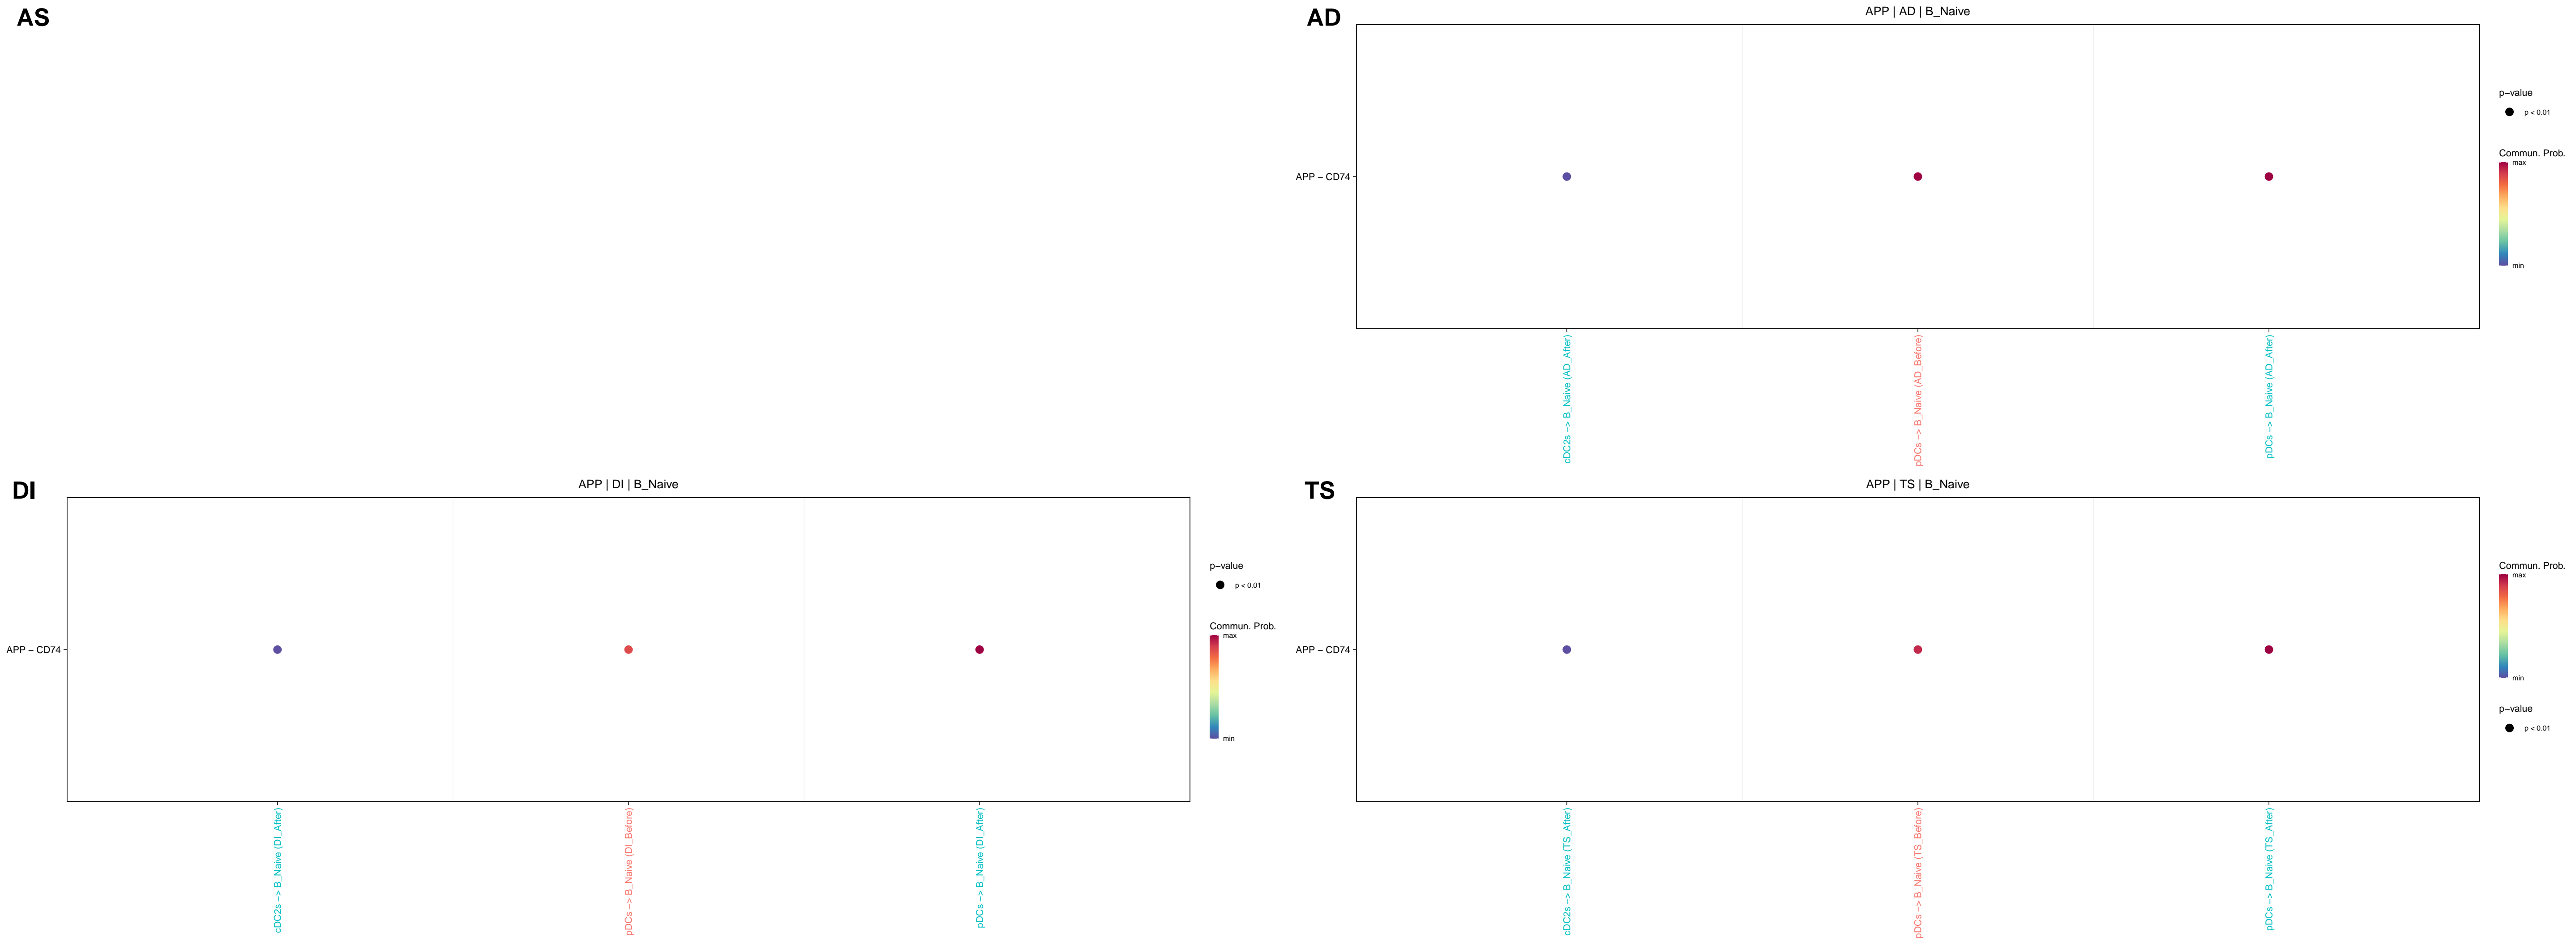 AS
AD
APP | AD | B_Naive
APP − CD74
cDC2s −> B_Naive (AD_After)
pDCs −> B_Naive (AD_Before)
pDCs −> B_Naive (AD_After)
p−value
p < 0.01
Commun. Prob.
max
min
DI
APP | DI | B_Naive
APP − CD74
cDC2s −> B_Naive (DI_After)
pDCs −> B_Naive (DI_Before)
pDCs −> B_Naive (DI_After)
p−value
p < 0.01
Commun. Prob.
max
min
TS
APP | TS | B_Naive
APP − CD74
cDC2s −> B_Naive (TS_After)
pDCs −> B_Naive (TS_Before)
pDCs −> B_Naive (TS_After)
Commun. Prob.
max
min
p−value
p < 0.01